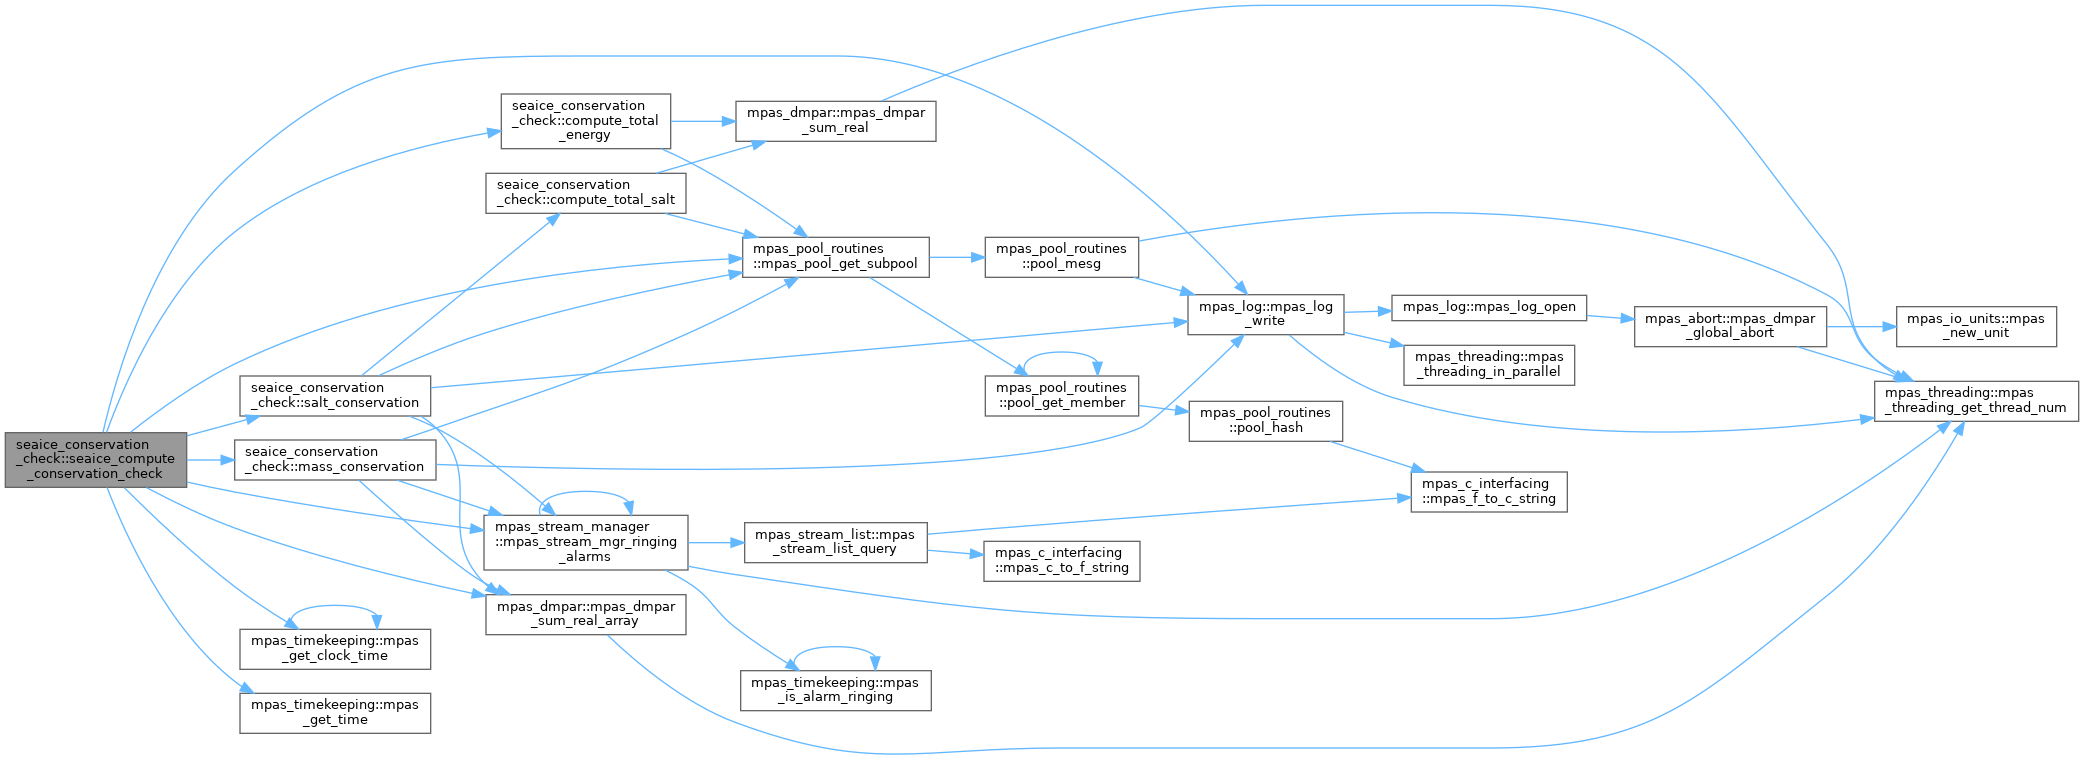 seaice_conservation
_check::seaice_compute
_conservation_check
seaice_conservation
_check::salt_conservation
seaice_conservation
_check::mass_conservation
mpas_timekeeping::mpas
_get_clock_time
mpas_timekeeping::mpas
_get_time
seaice_conservation
_check::compute_total
_energy
seaice_conservation
_check::compute_total_salt
mpas_stream_manager
::mpas_stream_mgr_ringing
_alarms
mpas_dmpar::mpas_dmpar
_sum_real_array
mpas_dmpar::mpas_dmpar
_sum_real
mpas_pool_routines
::mpas_pool_get_subpool
mpas_stream_list::mpas
_stream_list_query
mpas_timekeeping::mpas
_is_alarm_ringing
mpas_pool_routines
::pool_mesg
mpas_pool_routines
::pool_get_member
mpas_c_interfacing
::mpas_c_to_f_string
mpas_log::mpas_log
_write
mpas_pool_routines
::pool_hash
mpas_log::mpas_log_open
mpas_threading::mpas
_threading_in_parallel
mpas_c_interfacing
::mpas_f_to_c_string
mpas_abort::mpas_dmpar
_global_abort
mpas_io_units::mpas
_new_unit
mpas_threading::mpas
_threading_get_thread_num